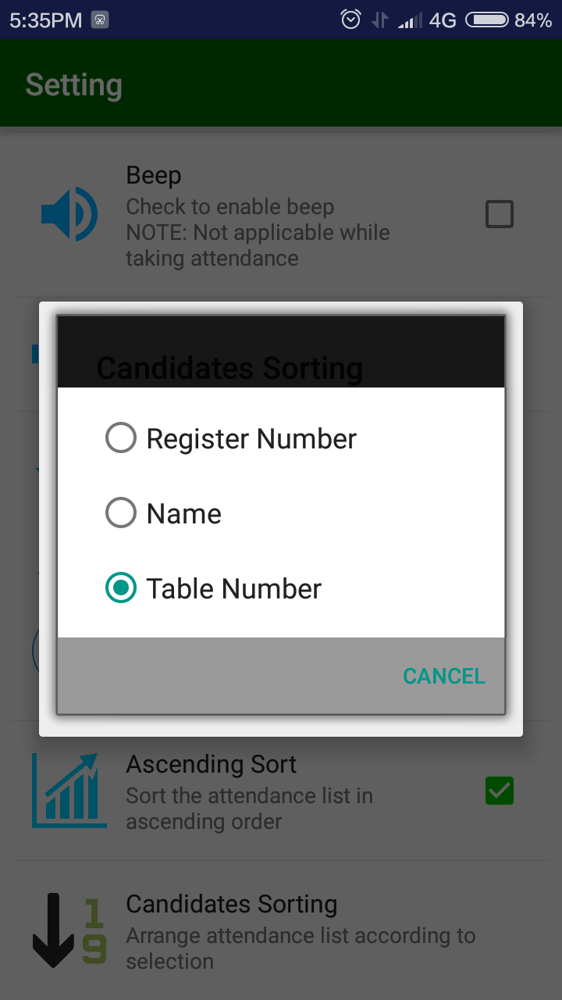 5:35PM 4G 84%
Setting
Beep
Check to enable beep
NOTE: Not applicable while
taking attendance
Candidates Sorting
Register Number
Name
Table Number
CANCEL
Ascending Sort
Sort the attendance list in
ascending order
1
9
Candidates Sorting
Arrange attendance list according to
selection